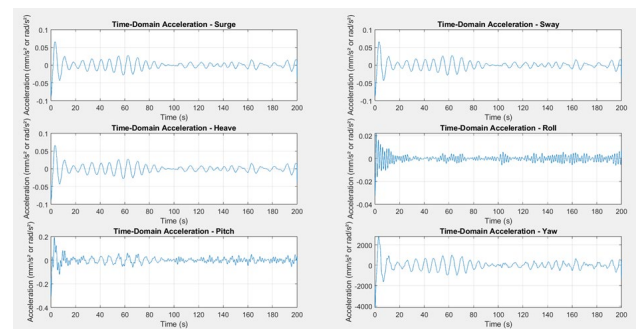 Time-Domain Acceleration - Surge
Acceleration (mm/s² or rad/s²)
0.1
0.05
0
-0.05
-0.1
0 20 40 60 80 100 120 140 160 180 200
Time (s)
Time-Domain Acceleration - Sway
Acceleration (mm/s² or rad/s²)
0.1
0.05
0
-0.05
-0.1
0 20 40 60 80 100 120 140 160 180 200
Time (s)
Time-Domain Acceleration - Heave
Acceleration (mm/s² or rad/s²)
0.1
0.05
0
-0.05
-0.1
0 20 40 60 80 100 120 140 160 180 200
Time (s)
Time-Domain Acceleration - Roll
Acceleration (mm/s² or rad/s²)
0.02
0
-0.02
-0.04
0 20 40 60 80 100 120 140 160 180 200
Time (s)
Time-Domain Acceleration - Pitch
Acceleration (mm/s² or rad/s²)
0.2
0
-0.2
-0.4
0 20 40 60 80 100 120 140 160 180 200
Time (s)
Time-Domain Acceleration - Yaw
Acceleration (mm/s² or rad/s²)
2000
0
-2000
-4000
0 20 40 60 80 100 120 140 160 180 200
Time (s)